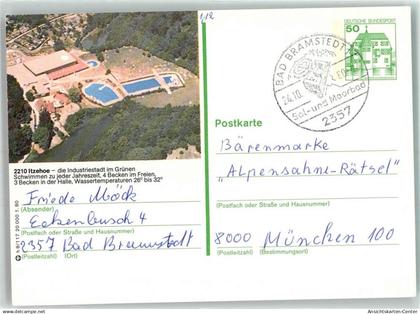 1/12
50 DEUTSCHE BUNDESPOST
BAD BRAMSTEDT
24.10.
Sol- und Moorbad
2357
Postkarte
2210 Itzehoe – die Industriestadt im Grünen
Schwimmen zu jeder Jahreszeit, 4 Becken im Freien,
3 Becken in der Halle, Wassertemperaturen 26° bis 32°
Friede Möck
(Absender)
Eckenbusch 4
(Postfach oder Straße und Hausnummer)
2357 Bad Bramstedt
(Postleitzahl) (Ort)
Bärenmarke
"Alpensahne-Rätsel"
(Postfach oder Straße und Hausnummer)
8000 München 100
(Postleitzahl) (Bestimmungsort)
Ansichtskarten-Center